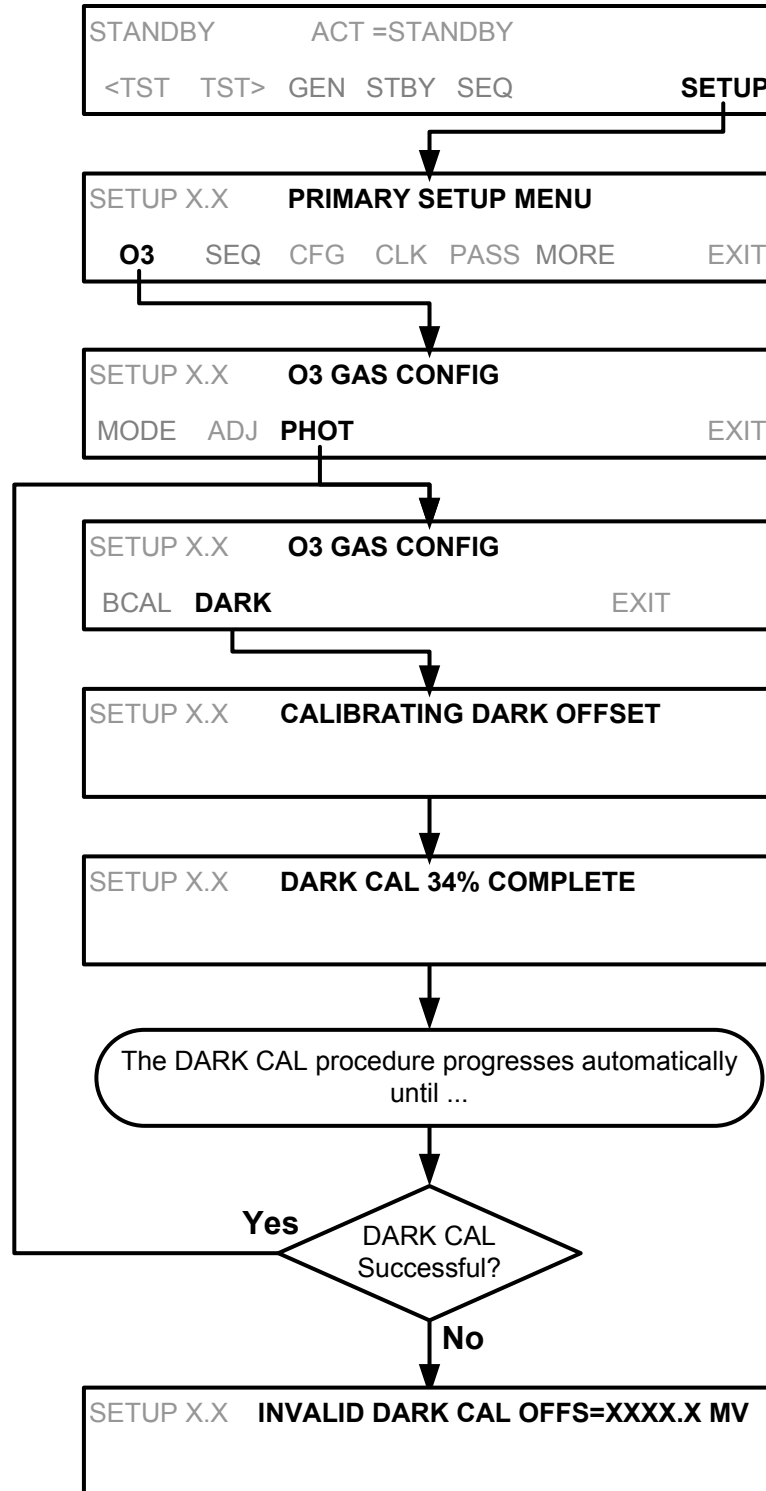 STANDBY ACT =STANDBY
<TST TST> GEN STBY SEQ SETUP
SETUP X.X PRIMARY SETUP MENU
O3 SEQ CFG CLK PASS MORE EXIT
SETUP X.X O3 GAS CONFIG
MODE ADJ PHOT EXIT
SETUP X.X O3 GAS CONFIG
BCAL DARK EXIT
SETUP X.X CALIBRATING DARK OFFSET
SETUP X.X DARK CAL 34% COMPLETE
The DARK CAL procedure progresses automatically
until ...
Yes
DARK CAL
Successful?
No
SETUP X.X INVALID DARK CAL OFFS=XXXX.X MV